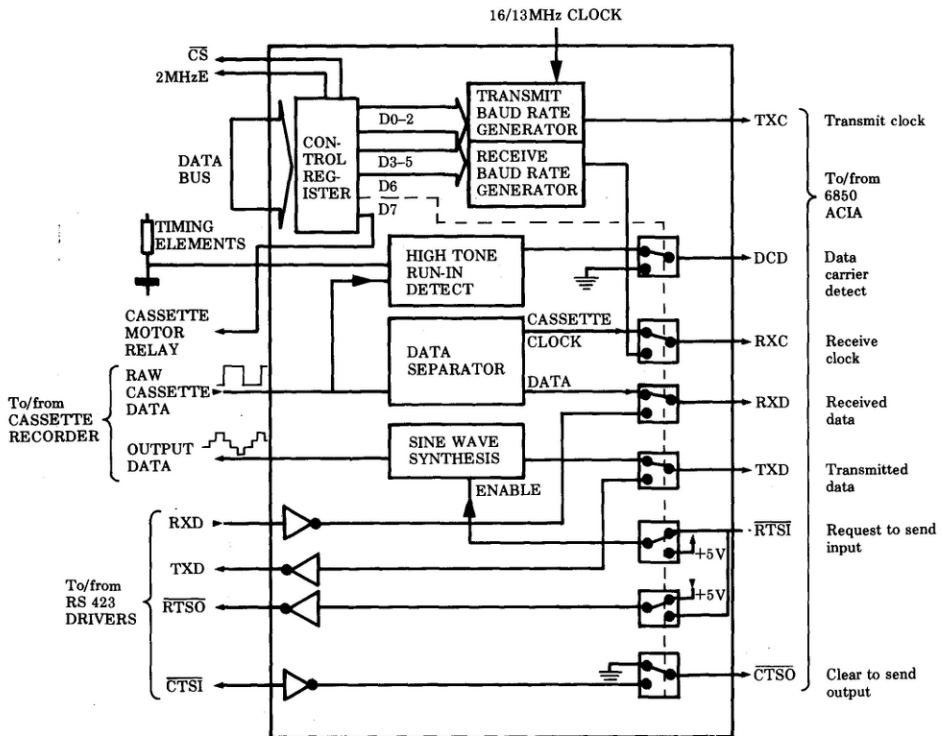 16/13MHz CLOCK
CS
2MHzE
DATA
BUS
CON-
TROL
REG-
ISTER
D0–2
D3–5
D6
D7
TRANSMIT
BAUD RATE
GENERATOR
RECEIVE
BAUD RATE
GENERATOR
TXC
Transmit clock
To/from
6850
ACIA
TIMING
ELEMENTS
HIGH TONE
RUN-IN
DETECT
DCD
Data
carrier
detect
CASSETTE
MOTOR
RELAY
DATA
SEPARATOR
CASSETTE
CLOCK
DATA
RXC
Receive
clock
To/from
CASSETTE
RECORDER
RAW
CASSETTE
DATA
RXD
Received
data
OUTPUT
DATA
SINE WAVE
SYNTHESIS
ENABLE
TXD
Transmitted
data
To/from
RS 423
DRIVERS
RXD
TXD
RTSO
CTSI
+5V
+5V
RTSI
Request to send
input
CTSO
Clear to send
output